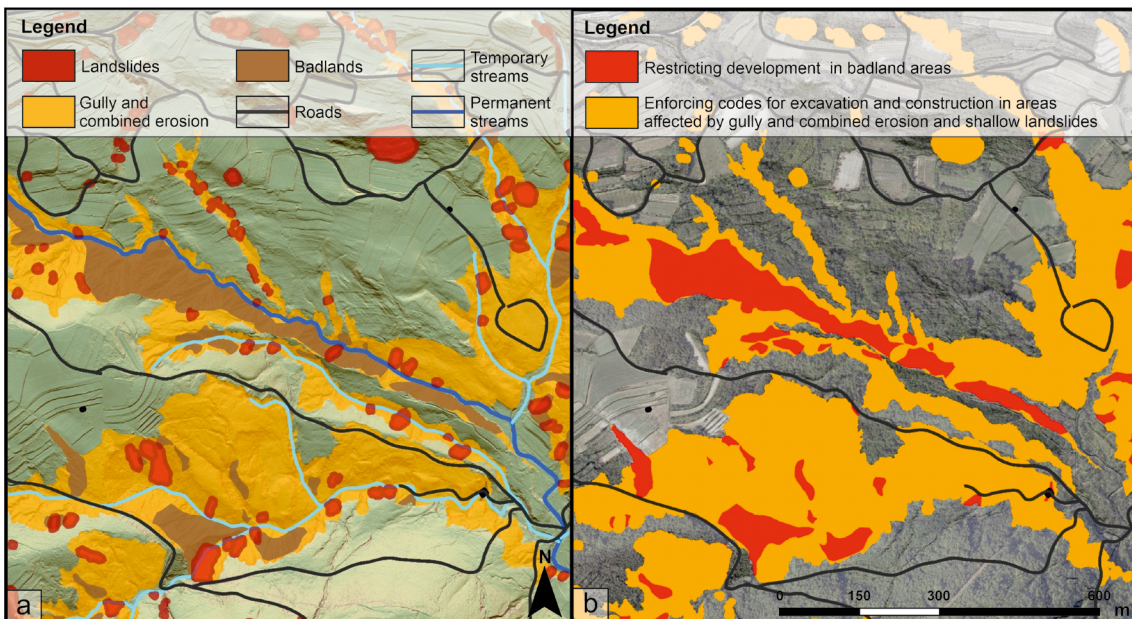 Legend
Landslides
Badlands
Temporary
streams
Gully and
combined erosion
Roads
Permanent
streams
a
N
Legend
Restricting development in badland areas
Enforcing codes for excavation and construction in areas
affected by gully and combined erosion and shallow landslides
b
0 150 300 600
m